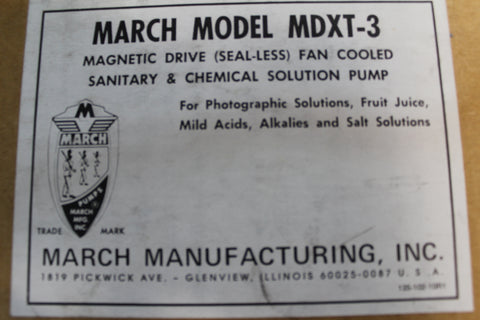 MARCH MODEL MDXT-3
MAGNETIC DRIVE (SEAL-LESS) FAN COOLED
SANITARY & CHEMICAL SOLUTION PUMP
For Photographic Solutions, Fruit Juice,
Mild Acids, Alkalies and Salt Solutions
M
MARCH
PUMPS
MARCH
MFG.
INC.
TRADE MARK
MARCH MANUFACTURING, INC.
1819 PICKWICK AVE. – GLENVIEW, ILLINOIS 60025-0087 U. S. A.